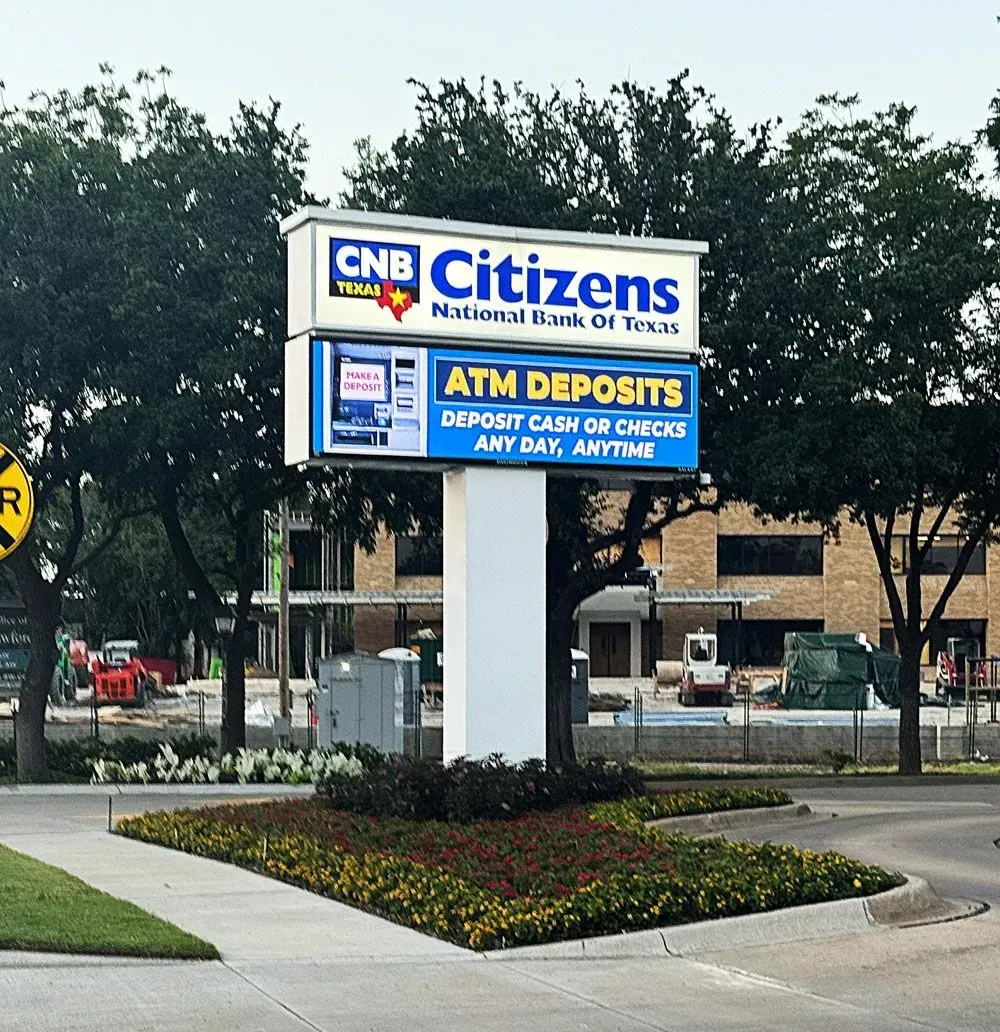 CNB
TEXAS
Citizens
National Bank Of Texas
MAKE A
DEPOSIT
ATM DEPOSITS
DEPOSIT CASH OR CHECKS
ANY DAY, ANYTIME
R